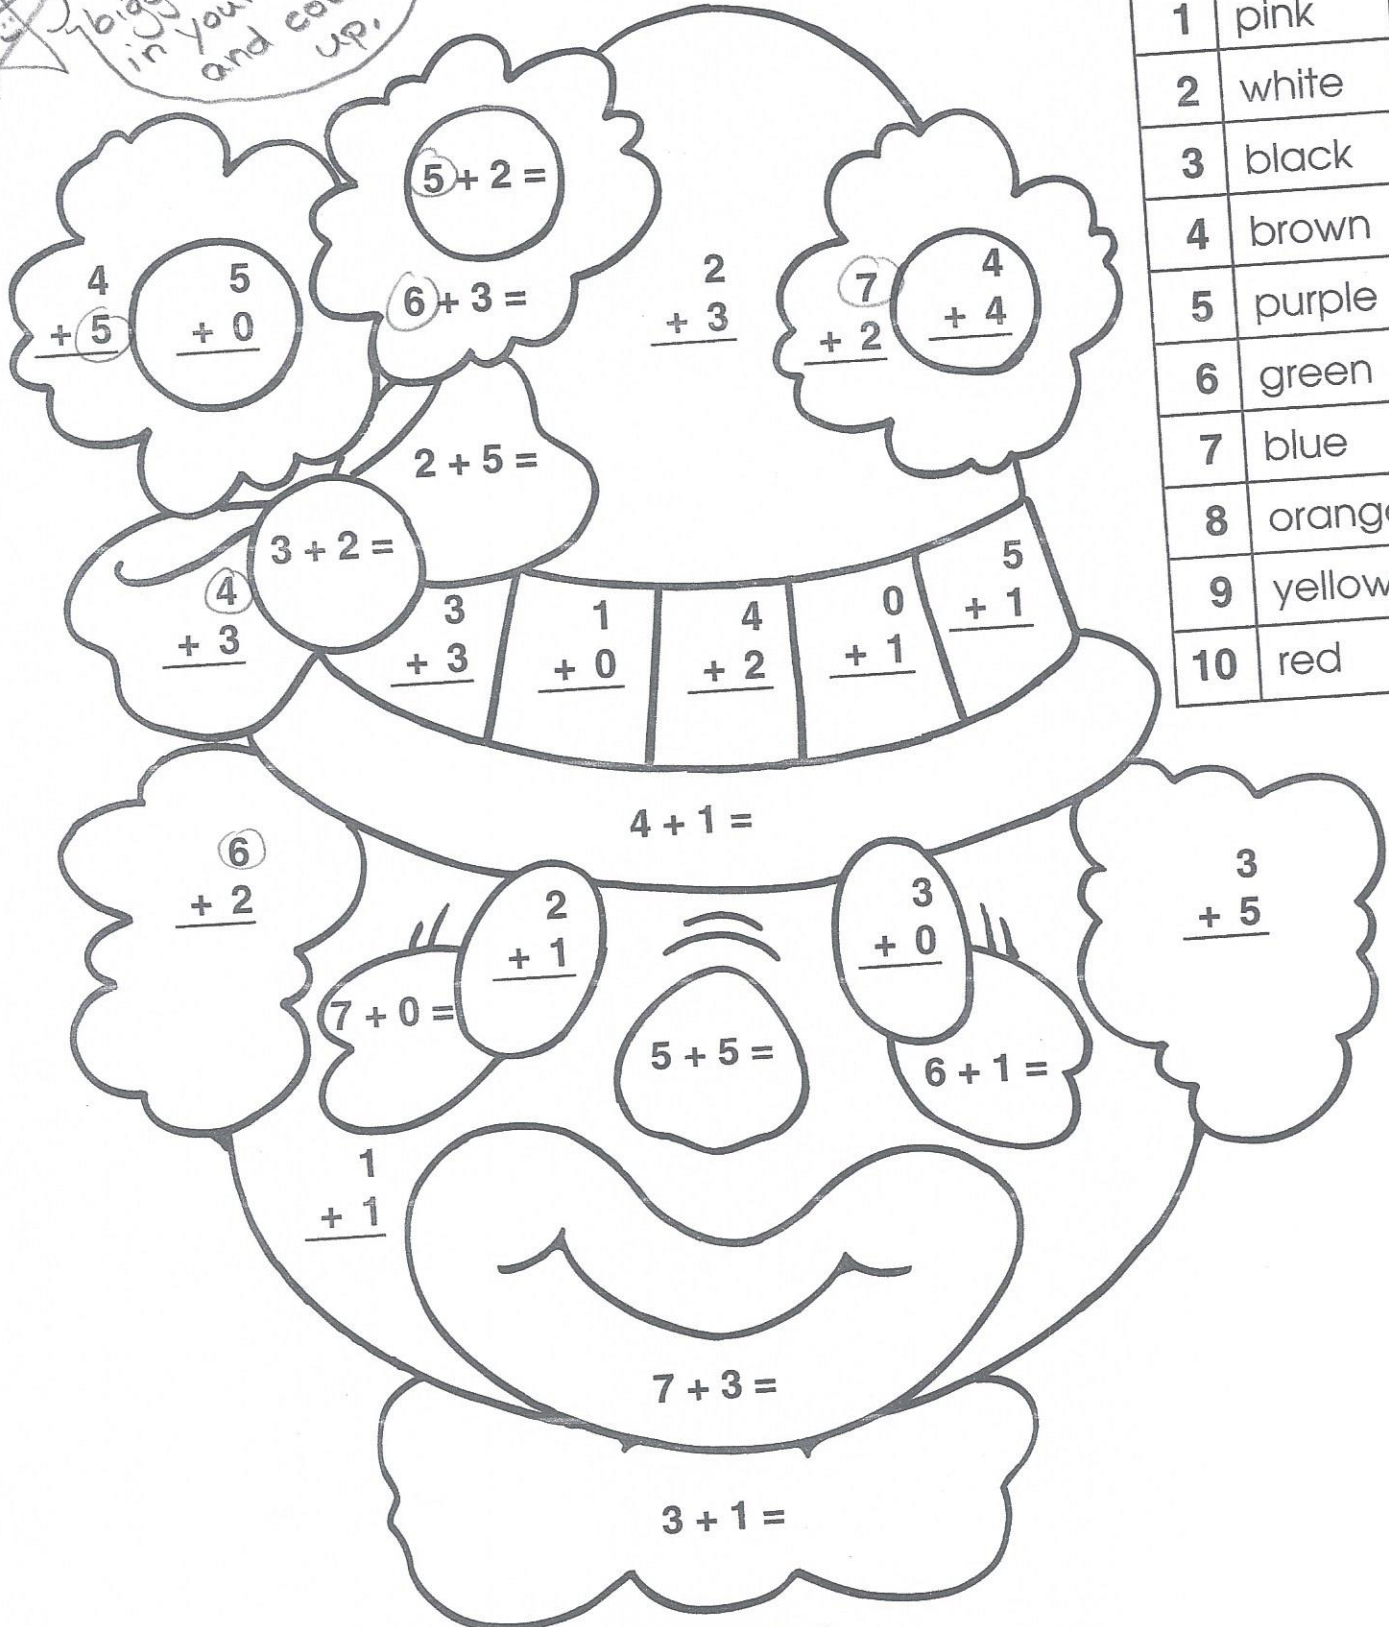 in you
and
up.
1 pink
2 white
3 black
4 brown
5 purple
6 green
7 blue
8 orang
9 yellow
10 red
5 + 2 =
6 + 3 =
4
+ 5
5
+ 0
2
+ 3
7
+ 2
4
+ 4
2 + 5 =
3 + 2 =
4
+ 3
3
+ 3
1
+ 0
4
+ 2
0
+ 1
5
+ 1
4 + 1 =
6
+ 2
2
+ 1
3
+ 0
3
+ 5
7 + 0 =
5 + 5 =
6 + 1 =
1
+ 1
7 + 3 =
3 + 1 =